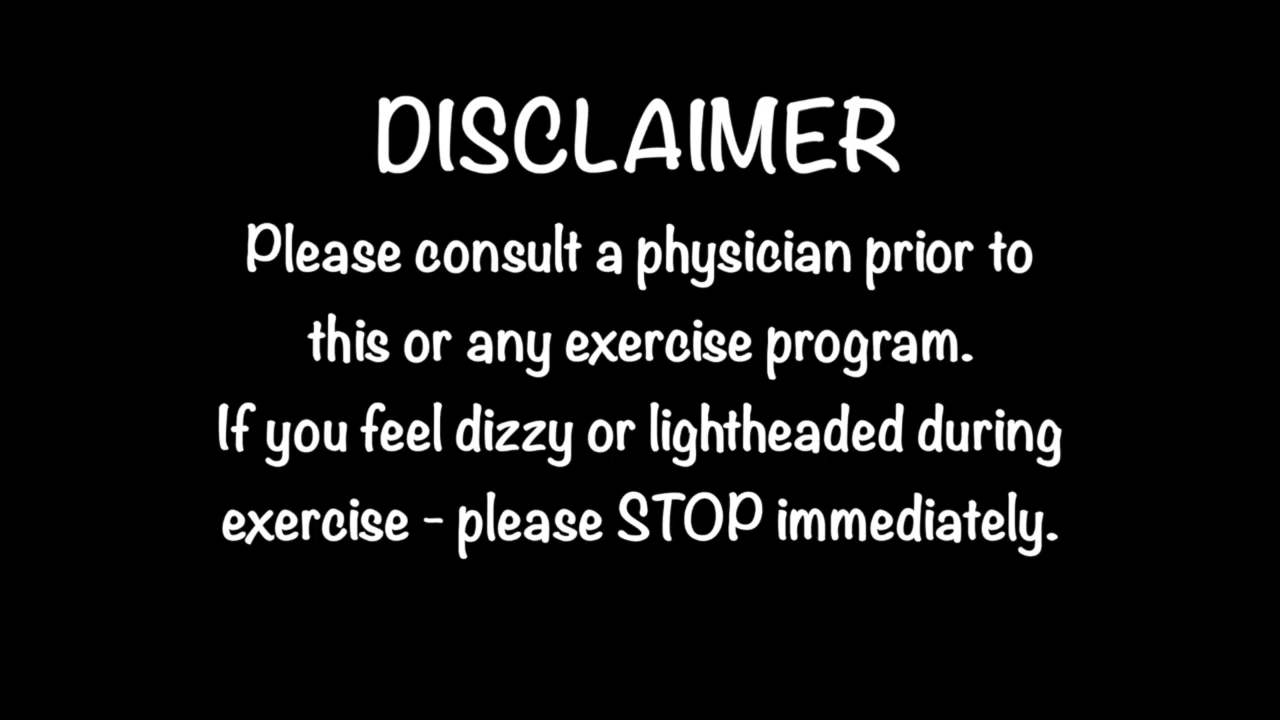 DISCLAIMER
Please consult a physician prior to
this or any exercise program.
If you feel dizzy or lightheaded during
exercise - please STOP immediately.